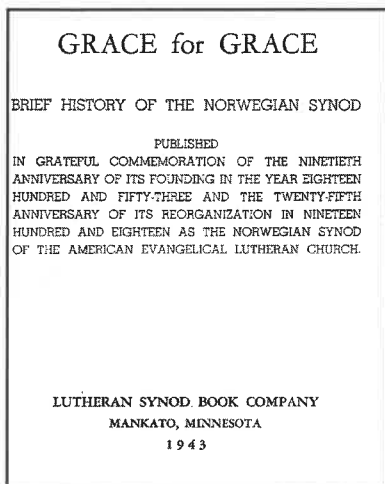 GRACE for GRACE
BRIEF HISTORY OF THE NORWEGIAN SYNOD
PUBLISHED
IN GRATEFUL COMMEMORATION OF THE NINETIETH
ANNIVERSARY OF ITS FOUNDING IN THE YEAR EIGHTEEN
HUNDRED AND FIFTY-THREE AND THE TWENTY-FIFTH
ANNIVERSARY OF ITS REORGANIZATION IN NINETEEN
HUNDRED AND EIGHTEEN AS THE NORWEGIAN SYNOD
OF THE AMERICAN EVANGELICAL LUTHERAN CHURCH.
LUTHERAN SYNOD BOOK COMPANY
MANKATO, MINNESOTA
1943